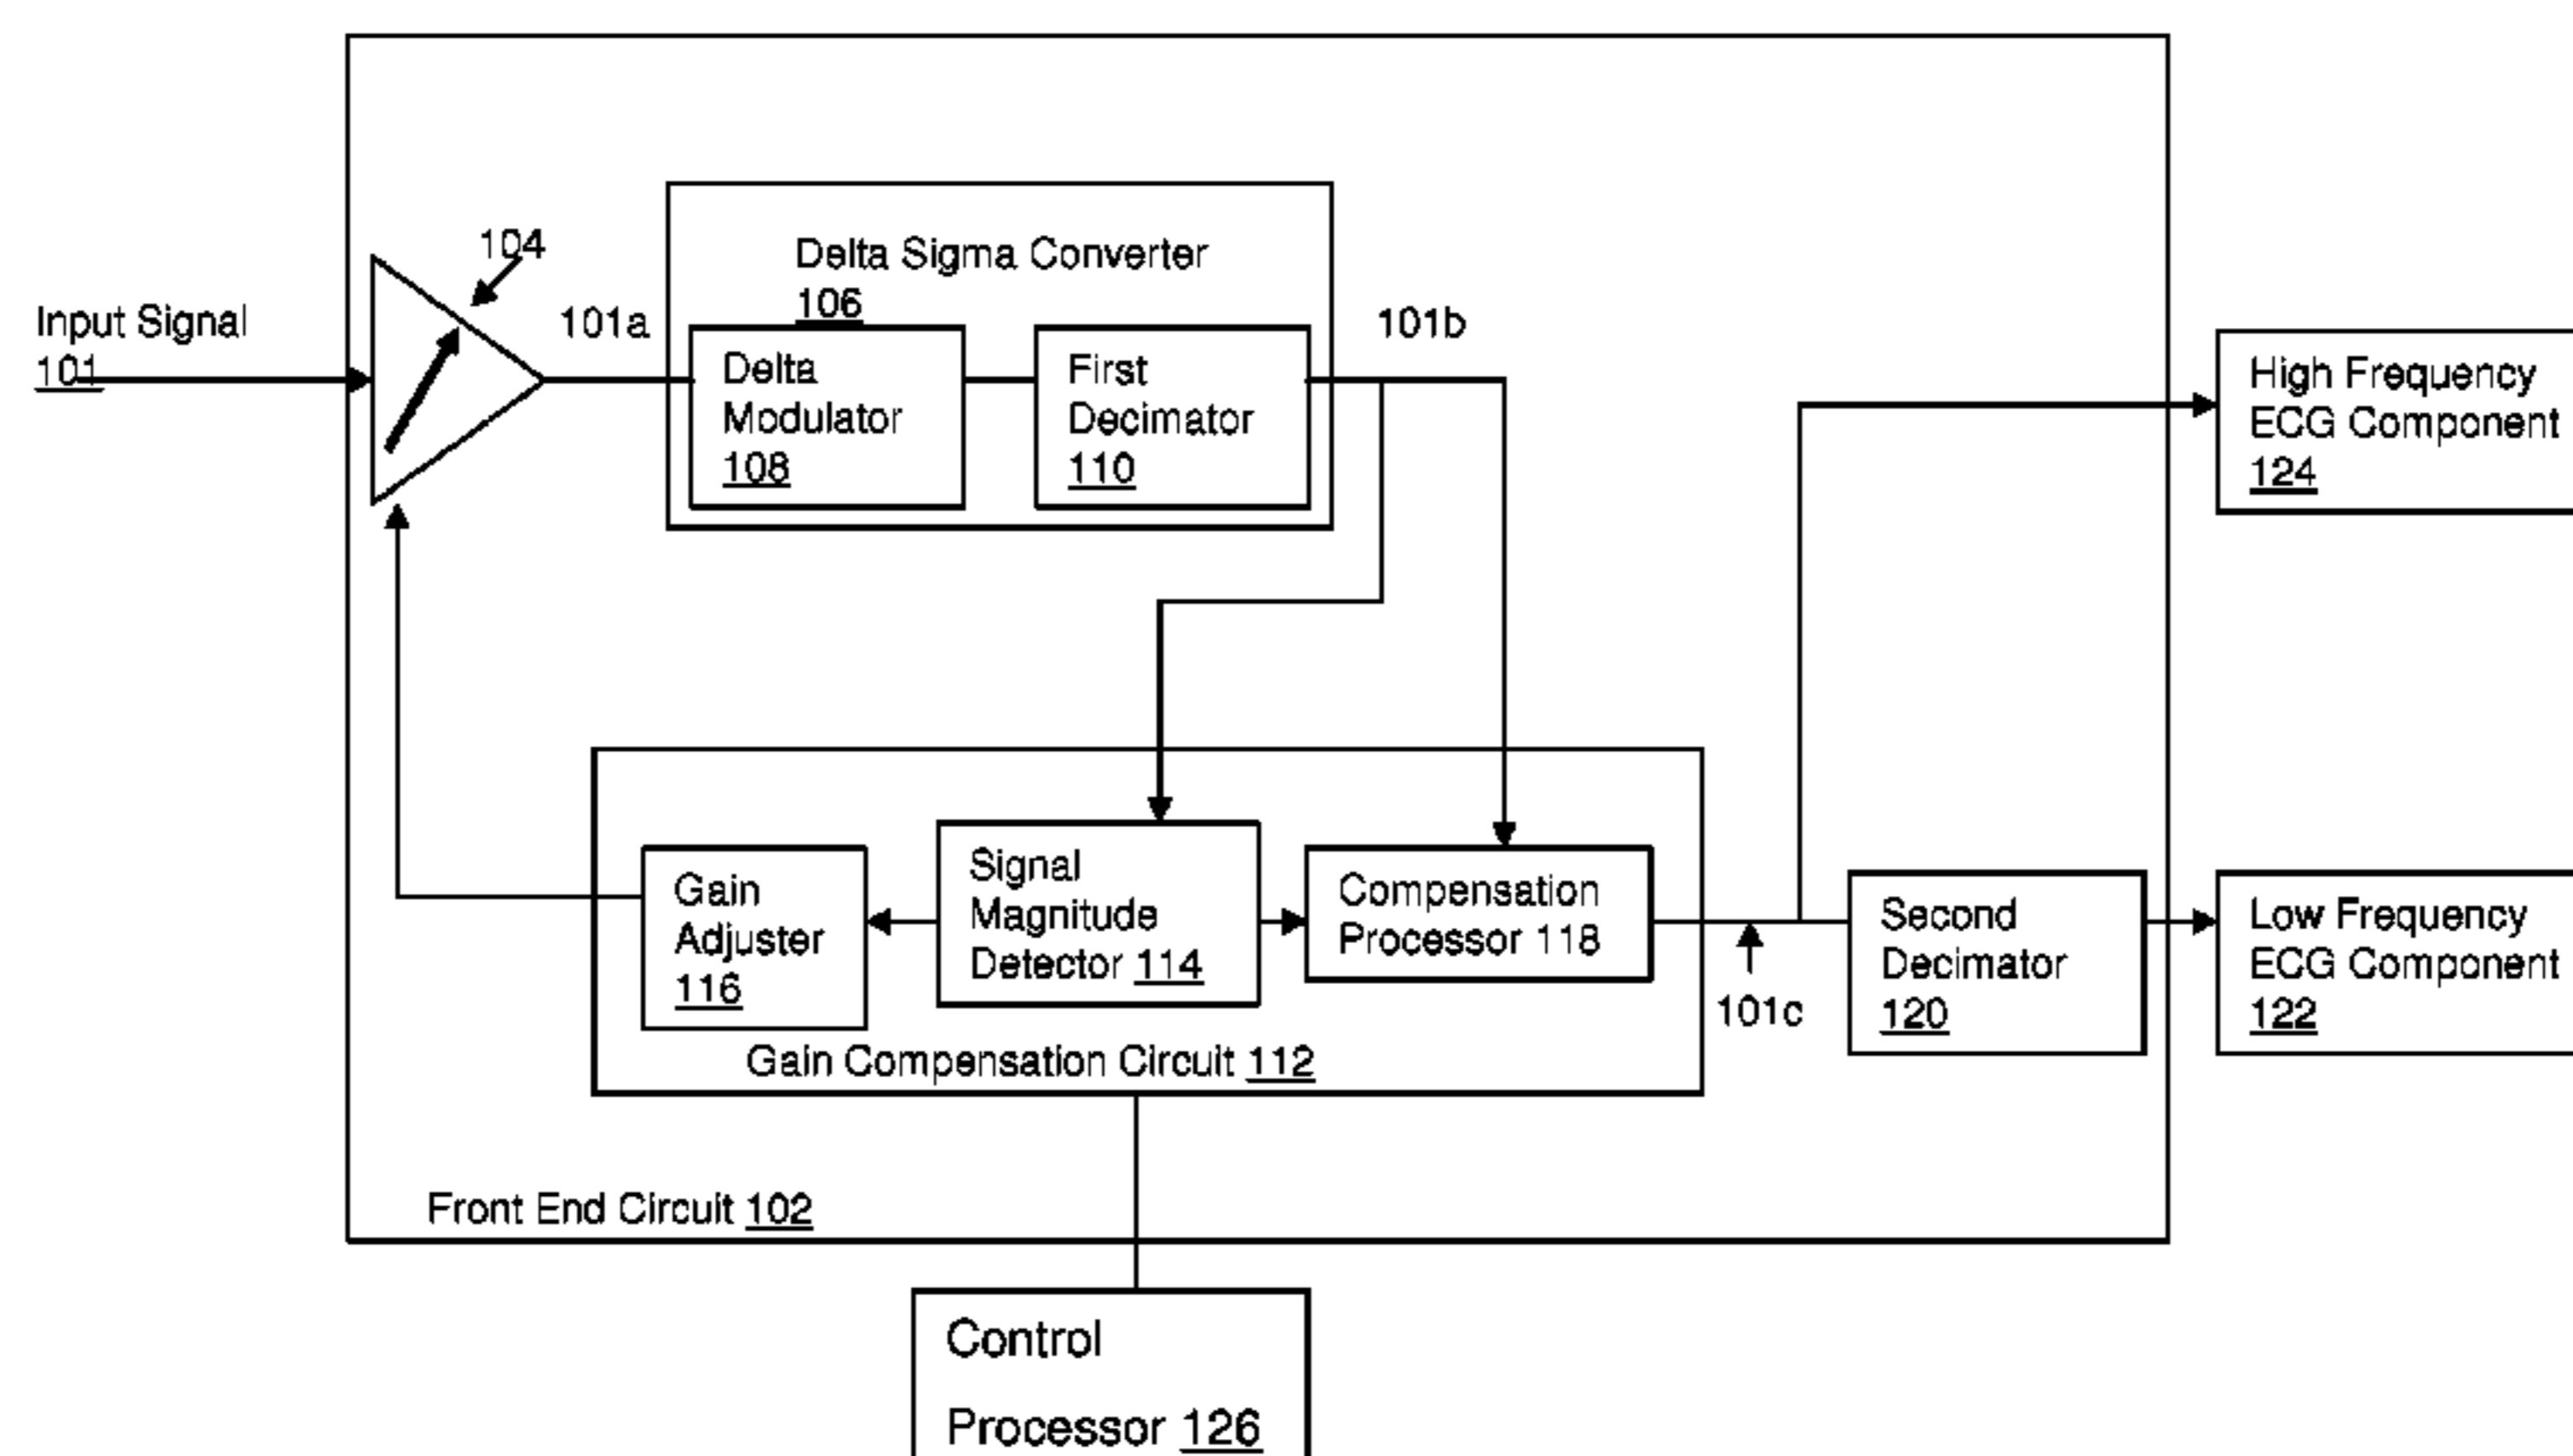 104
Delta Sigma Converter
106
Input Signal
101
101a
101b
Delta
Modulator
108
First
Decimator
110
High Frequency
ECG Component
124
Gain
Adjuster
116
Signal
Magnitude
Detector 114
Compensation
Processor 118
101c
Second
Decimator
120
Low Frequency
ECG Component
122
Gain Compensation Circuit 112
Front End Circuit 102
Control
Processor 126